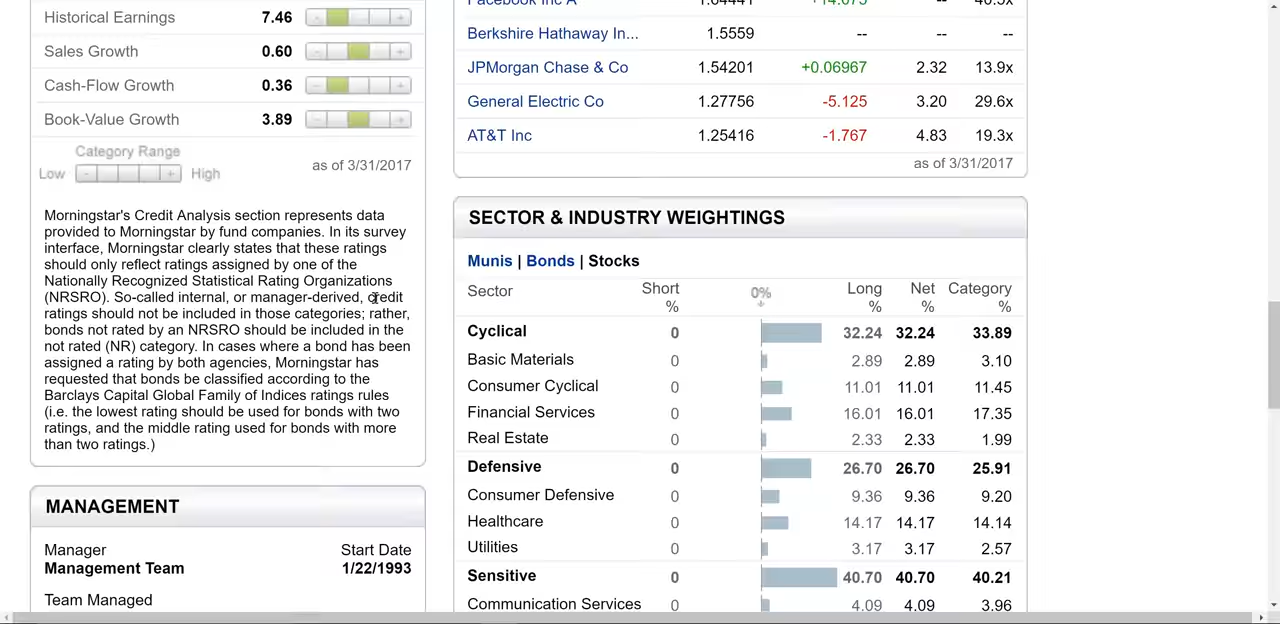 Historical Earnings 7.46
Sales Growth 0.60
Cash-Flow Growth 0.36
Book-Value Growth 3.89
Category Range
Low - + High
as of 3/31/2017
Morningstar's Credit Analysis section represents data
provided to Morningstar by fund companies. In its survey
interface, Morningstar clearly states that these ratings
should only reflect ratings assigned by one of the
Nationally Recognized Statistical Rating Organizations
(NRSRO). So-called internal, or manager-derived, credit
ratings should not be included in those categories; rather,
bonds not rated by an NRSRO should be included in the
not rated (NR) category. In cases where a bond has been
assigned a rating by both agencies, Morningstar has
requested that bonds be classified according to the
Barclays Capital Global Family of Indices ratings rules
(i.e. the lowest rating should be used for bonds with two
ratings, and the middle rating used for bonds with more
than two ratings.)
MANAGEMENT
Manager Start Date
Management Team 1/22/1993
Team Managed
Facebook Inc A 1.64441 +14.075 -- 40.5x
Berkshire Hathaway In... 1.5559 -- -- --
JPMorgan Chase & Co 1.54201 +0.06967 2.32 13.9x
General Electric Co 1.27756 -5.125 3.20 29.6x
AT&T Inc 1.25416 -1.767 4.83 19.3x
as of 3/31/2017
SECTOR & INDUSTRY WEIGHTINGS
Munis | Bonds | Stocks
Sector Short % 0% Long % Net % Category %
Cyclical 0 32.24 32.24 33.89
Basic Materials 0 2.89 2.89 3.10
Consumer Cyclical 0 11.01 11.01 11.45
Financial Services 0 16.01 16.01 17.35
Real Estate 0 2.33 2.33 1.99
Defensive 0 26.70 26.70 25.91
Consumer Defensive 0 9.36 9.36 9.20
Healthcare 0 14.17 14.17 14.14
Utilities 0 3.17 3.17 2.57
Sensitive 0 40.70 40.70 40.21
Communication Services 0 4.09 4.09 3.96